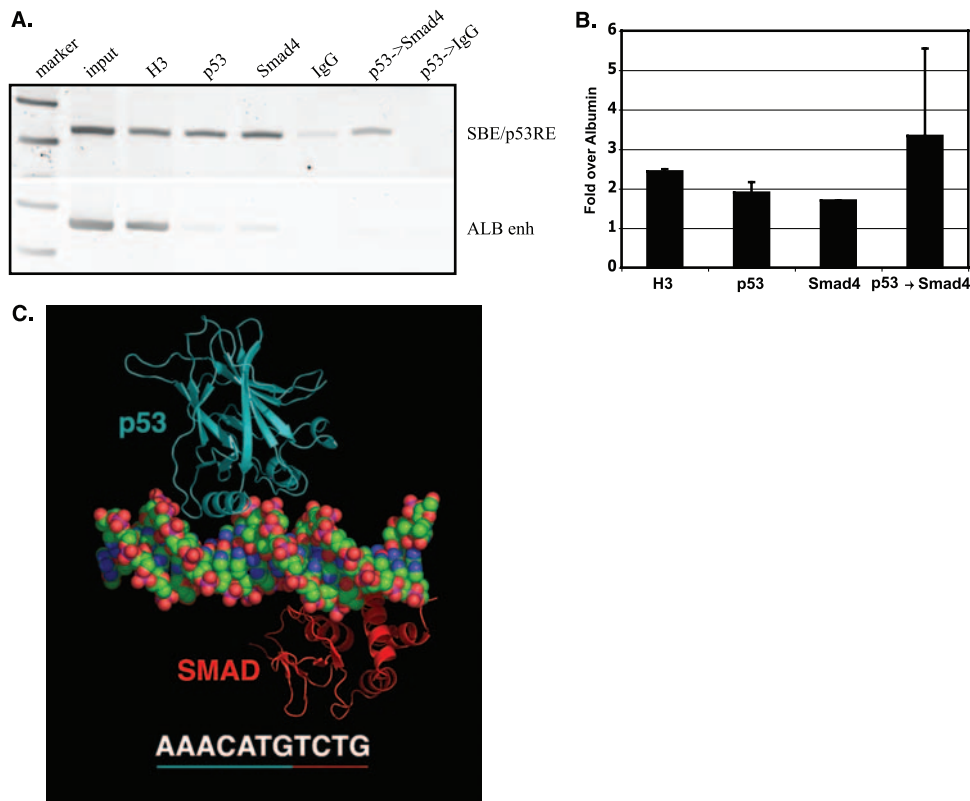 A.
marker input H3 p53 Smad4 IgG p53->Smad4 p53->IgG
SBE/p53RE
ALB enh
B.
Fold over Albumin
6
5
4
3
2
1
0
H3 p53 Smad4 p53 → Smad4
C.
p53
SMAD
AAACATGTCTG